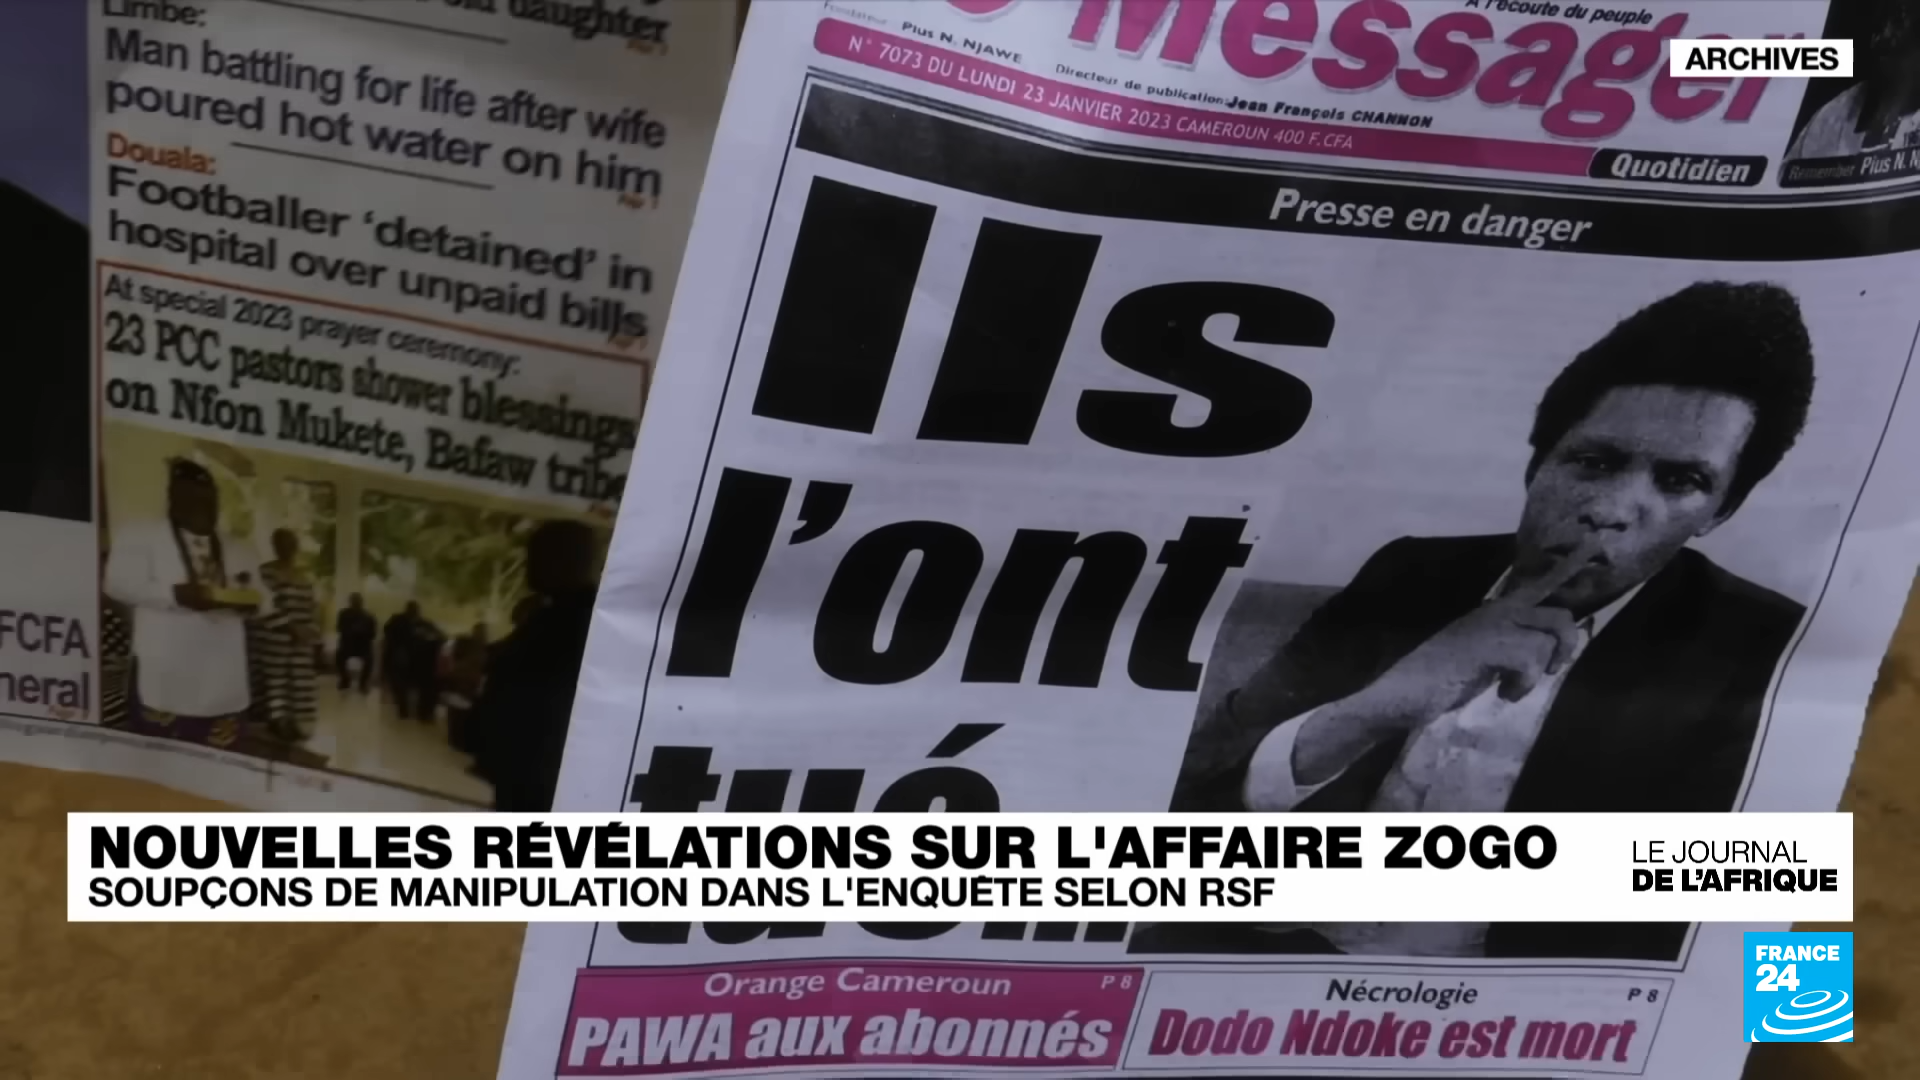 daughter
Limbe:
Man battling for life after wife
poured hot water on him
Douala:
Footballer 'detained' in
hospital over unpaid bills
At special 2023 prayer ceremony:
23 PCC pastors shower blessings
on Nfon Mukete, Bafaw tribe
FCFA
neral
Messager
A l'écoute du peuple
Fondateur Pius N. NJAWE
Directeur de publication: Jean François CHANNON
N° 7073 DU LUNDI 23 JANVIER 2023 CAMEROUN 400 F.CFA
Quotidien
Remember Pius N. N
ARCHIVES
Presse en danger
Ils
l'ont
tué...
NOUVELLES RÉVÉLATIONS SUR L'AFFAIRE ZOGO
SOUPÇONS DE MANIPULATION DANS L'ENQUÊTE SELON RSF
LE JOURNAL
DE L'AFRIQUE
Orange Cameroun P 8
PAWA aux abonnés
Nécrologie P 8
Dodo Ndoke est mort
FRANCE
24